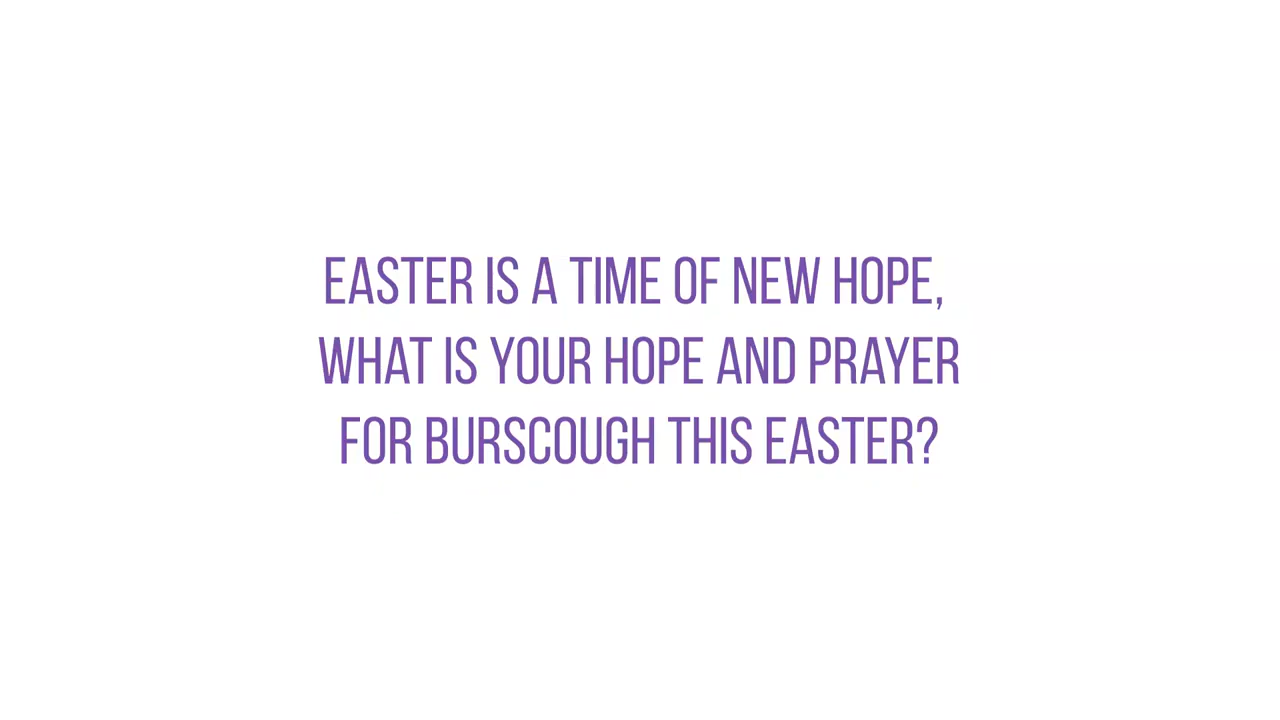 EASTER IS A TIME OF NEW HOPE,
WHAT IS YOUR HOPE AND PRAYER
FOR BURSCOUGH THIS EASTER?